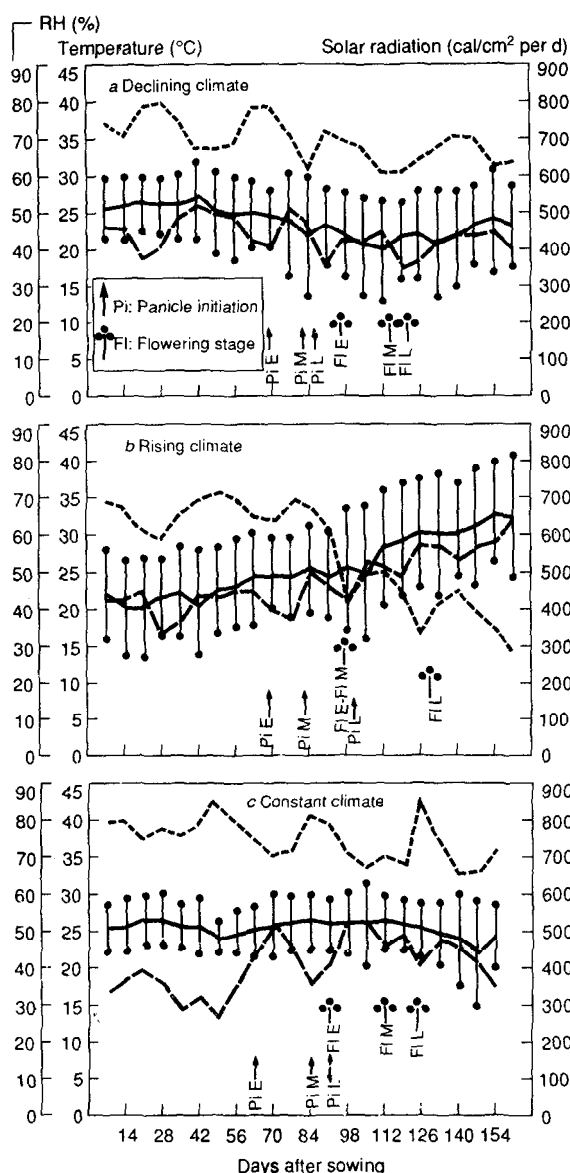 RH (%)
Temperature (°C)
Solar radiation (cal/cm² per d)
a Declining climate
90 45 900
80 40 800
70 35 700
60 30 600
50 25 500
40 20 400
30 15 300
20 10 200
10 5 100
0 0 0
Pi: Panicle initiation
Fl: Flowering stage
Pi E
Pi M
Pi L
Fl E
Fl M
Fl L
b Rising climate
90 45 900
80 40 800
70 35 700
60 30 600
50 25 500
40 20 400
30 15 300
20 10 200
10 5 100
0 0 0
Pi E
Pi M
Fl E-Fl M
Pi L
Fl L
c Constant climate
90 45 900
80 40 800
70 35 700
60 30 600
50 25 500
40 20 400
30 15 300
20 10 200
10 5 100
0 0 0
Pi E
Pi M
Pi L
Fl E
Fl M
Fl L
14 28 42 56 70 84 98 112 126 140 154
Days after sowing